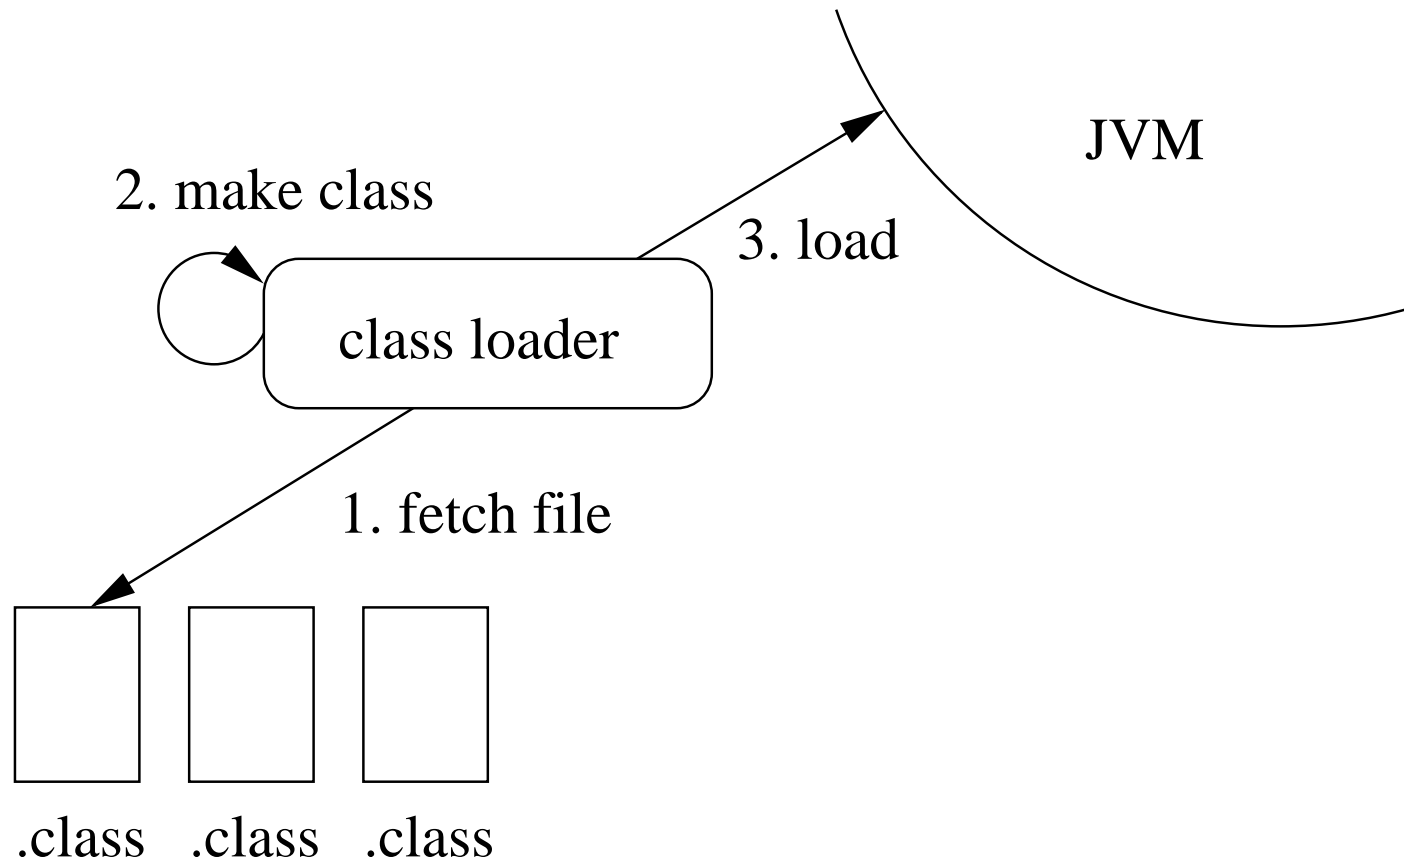 JVM
2. make class
3. load
class loader
1. fetch file
.class
.class
.class